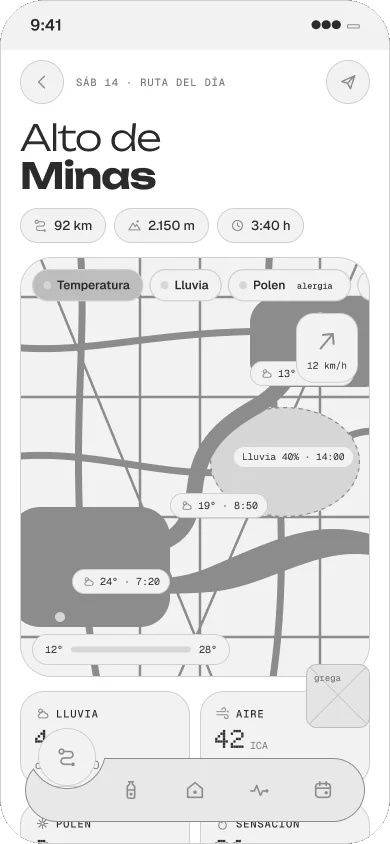 9:41
SÁB 14 · RUTA DEL DÍA
Alto de
Minas
92 km
2.150 m
3:40 h
Temperatura
Lluvia
Polen alergia
12 km/h
13°
Lluvia 40% · 14:00
19° · 8:50
24° · 7:20
12°
28°
grega
LLUVIA
AIRE
42 ICA
POLEN
SENSACIÓN